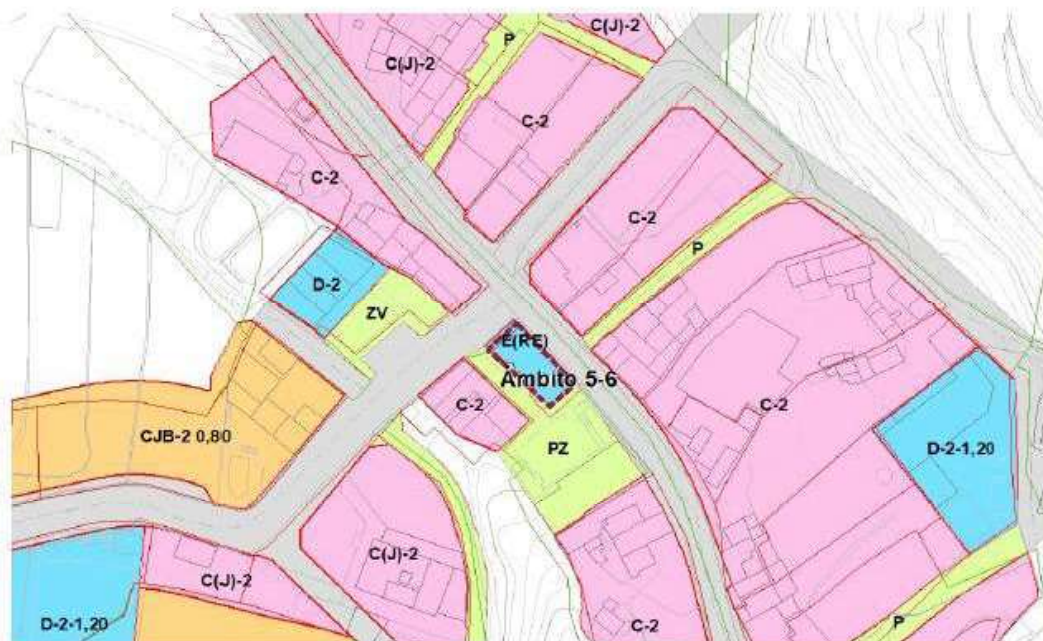 P
C(J)-2
C(J)-2
C-2
C-2
C-2
P
D-2
ZV
E(RE)
Ámbito 5-6
C-2
C-2
CJB-2 0,80
PZ
D-2-1,20
C(J)-2
C(J)-2
D-2-1,20
C-2
P